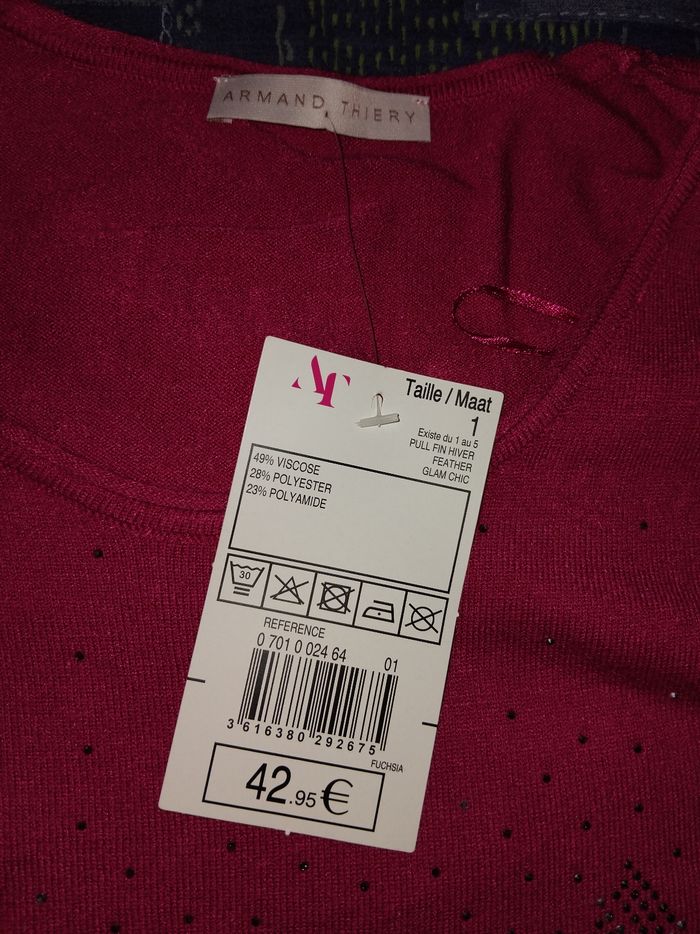 ARMAND THIERY
AT
Taille / Maat
1
Existe du 1 au 5
PULL FIN HIVER
FEATHER
GLAM CHIC
49% VISCOSE
28% POLYESTER
23% POLYAMIDE
30
REFERENCE
0 701 0 024 64 01
3 616380 292675
FUCHSIA
42.95€